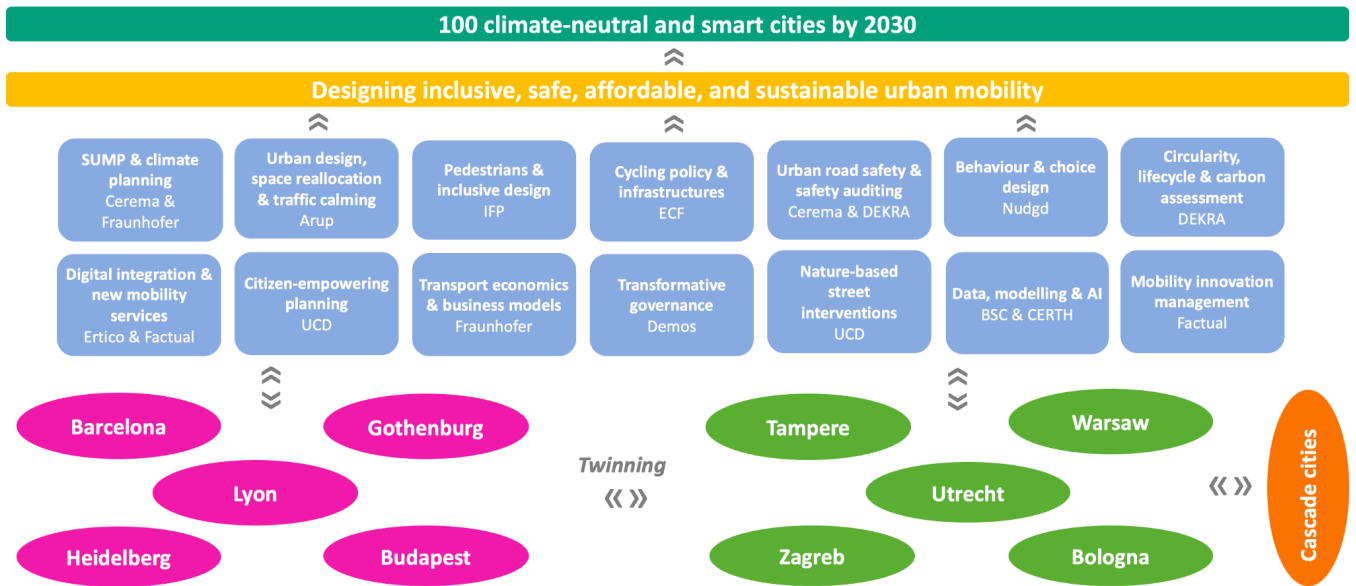 100 climate-neutral and smart cities by 2030
Designing inclusive, safe, affordable, and sustainable urban mobility
SUMP & climate
planning
Cerema &
Fraunhofer
Urban design,
space reallocation
& traffic calming
Arup
Pedestrians &
inclusive design
IFP
Cycling policy &
infrastructures
ECF
Urban road safety &
safety auditing
Cerema & DEKRA
Behaviour & choice
design
Nudgd
Circularity,
lifecycle & carbon
assessment
DEKRA
Digital integration &
new mobility
services
Ertico & Factual
Citizen-empowering
planning
UCD
Transport economics
& business models
Fraunhofer
Transformative
governance
Demos
Nature-based
street
interventions
UCD
Data, modelling & AI
BSC & CERTH
Mobility innovation
management
Factual
Barcelona
Gothenburg
Lyon
Heidelberg
Budapest
Twinning
Tampere
Warsaw
Utrecht
Zagreb
Bologna
Cascade cities